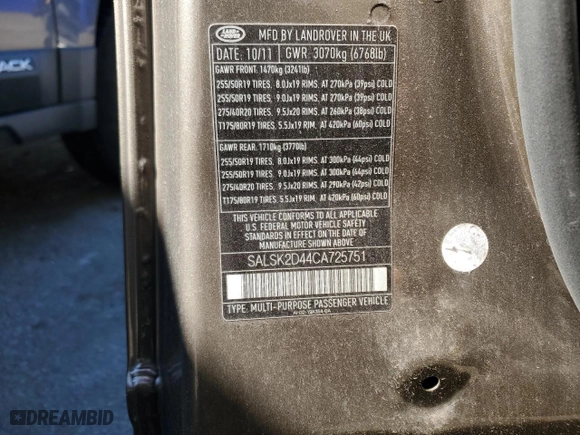 LAND
ROVER
MFD BY LANDROVER IN THE UK
DATE: 10/11 GWR: 3070kg (6768lb)
GAWR FRONT: 1470kg (3241lb)
255/50R19 TIRES, 8.0Jx19 RIMS, AT 270kPa (39psi) COLD
255/50R19 TIRES, 9.0Jx19 RIMS, AT 270kPa (39psi) COLD
275/40R20 TIRES, 9.5Jx20 RIMS, AT 260kPa (38psi) COLD
T175/80R19 TIRES, 5.5Jx19 RIM, AT 420kPa (60psi) COLD
GAWR REAR: 1710kg (3770lb)
255/50R19 TIRES, 8.0Jx19 RIMS, AT 300kPa (44psi) COLD
255/50R19 TIRES, 9.0Jx19 RIMS, AT 300kPa (44psi) COLD
275/40R20 TIRES, 9.5Jx20 RIMS, AT 290kPa (42psi) COLD
T175/80R19 TIRES, 5.5Jx19 RIM, AT 420kPa (60psi) COLD
THIS VEHICLE CONFORMS TO ALL APPLICABLE
U.S. FEDERAL MOTOR VEHICLE SAFETY
STANDARDS IN EFFECT ON THE DATE OF
MANUFACTURE SHOWN ABOVE
SALSK2D44CA725751
TYPE: MULTI-PURPOSE PASSENGER VEHICLE
DREAMBID